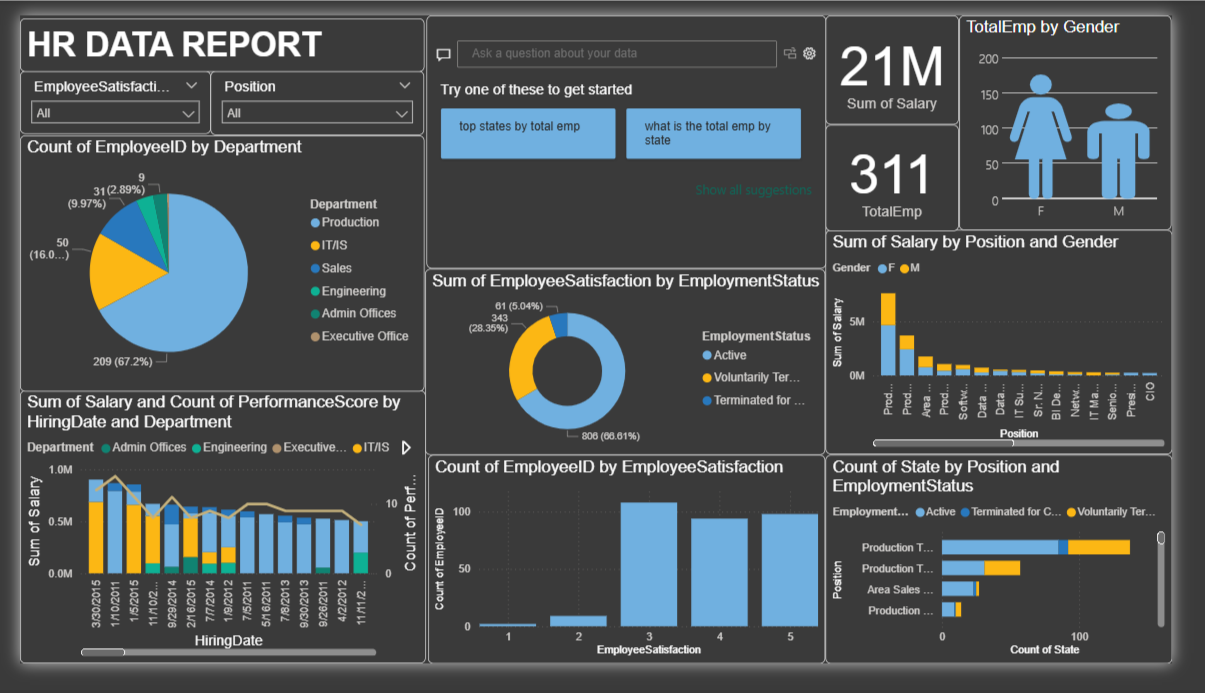 HR DATA REPORT
EmployeeSatisfacti...
Position
All
All
Ask a question about your data
Try one of these to get started
top states by total emp
what is the total emp by
state
Show all suggestions
21M
Sum of Salary
311
TotalEmp
TotalEmp by Gender
200
150
100
50
0
F
M
Count of EmployeeID by Department
9
(2.89%)
31
(9.97%)
50
(16.0...)
209 (67.2%)
Department
Production
IT/IS
Sales
Engineering
Admin Offices
Executive Office
Sum of EmployeeSatisfaction by EmploymentStatus
61 (5.04%)
343
(28.35%)
806 (66.61%)
EmploymentStatus
Active
Voluntarily Ter...
Terminated for ...
Sum of Salary by Position and Gender
Gender
F
M
Sum of Salary
5M
0M
Prod...
Prod...
Area ...
Prod...
Softw...
Data ...
Data...
IT Su...
Sr. N...
BI De...
Netw...
IT Ma...
Senio...
Presi...
CIO
Position
Sum of Salary and Count of PerformanceScore by
HiringDate and Department
Department
Admin Offices
Engineering
Executive...
IT/IS
Sum of Salary
1.0M
0.5M
0.0M
10
0
Count of Perf...
3/30/2015
1/10/2011
1/5/2015
11/10/2...
9/29/2014
2/16/2015
7/7/2014
1/9/2012
7/5/2011
5/16/2011
7/8/2013
9/30/2013
9/26/2011
4/2/2012
11/11/2...
HiringDate
Count of EmployeeID by EmployeeSatisfaction
Count of EmployeeID
100
50
0
1
2
3
4
5
EmployeeSatisfaction
Count of State by Position and
EmploymentStatus
Employment...
Active
Terminated for C...
Voluntarily Ter...
Position
Production T...
Production T...
Area Sales ...
Production ...
0
100
Count of State